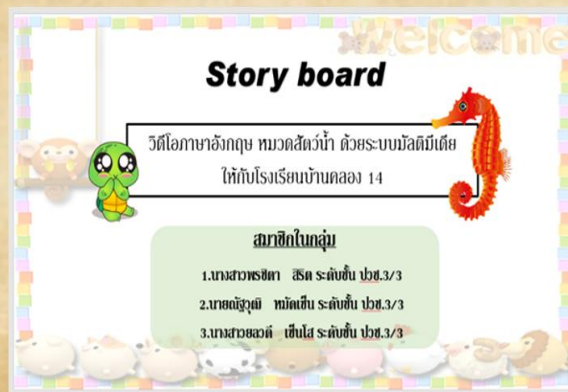 Welcome
Story board
วิดีโอภาษาอังกฤษ หมวดสัตว์น้ำ ด้วยระบบมัลติมีเดีย
ให้กับโรงเรียนบ้านคลอง 14
สมาชิกในกลุ่ม
1.นางสาวพรชิตา สิริต ระดับชั้น ปวช.3/3
2.นายณัฐวุฒิ หมัดเซ็น ระดับชั้น ปวช.3/3
3.นางสาวยลวดี เซ็นโส ระดับชั้น ปวช.3/3